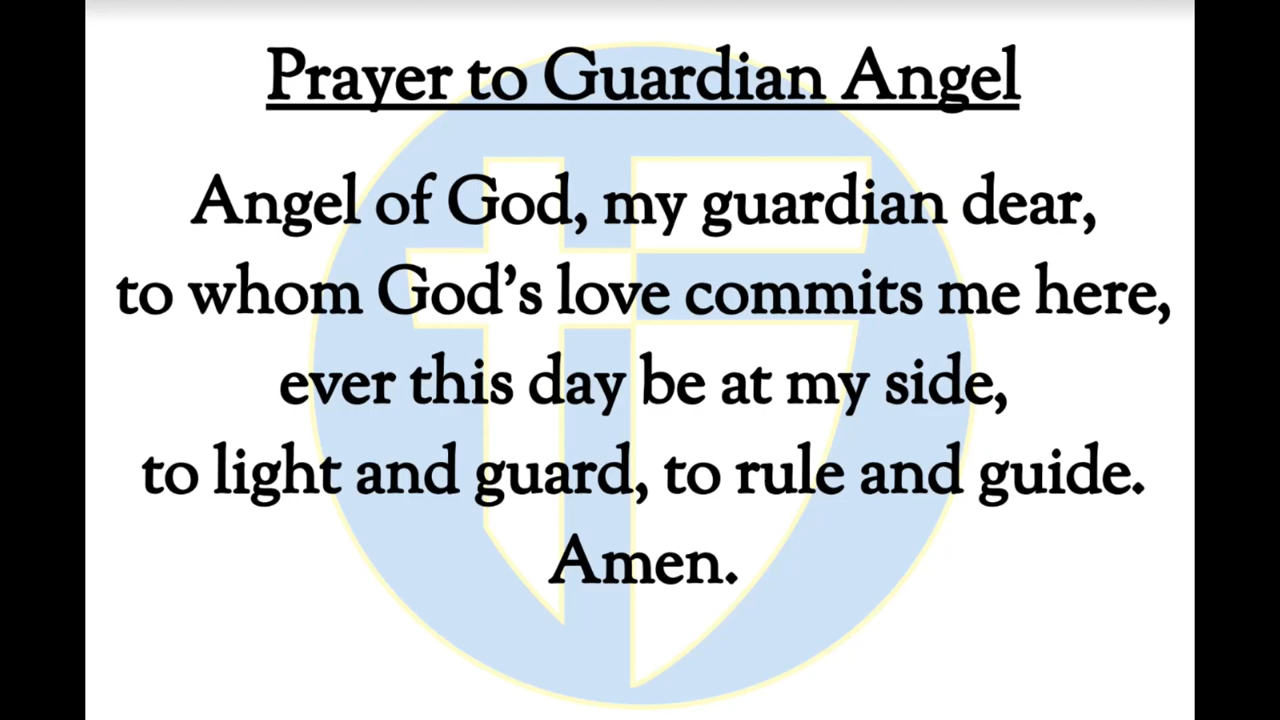 Prayer to Guardian Angel
Angel of God, my guardian dear,
to whom God’s love commits me here,
ever this day be at my side,
to light and guard, to rule and guide.
Amen.